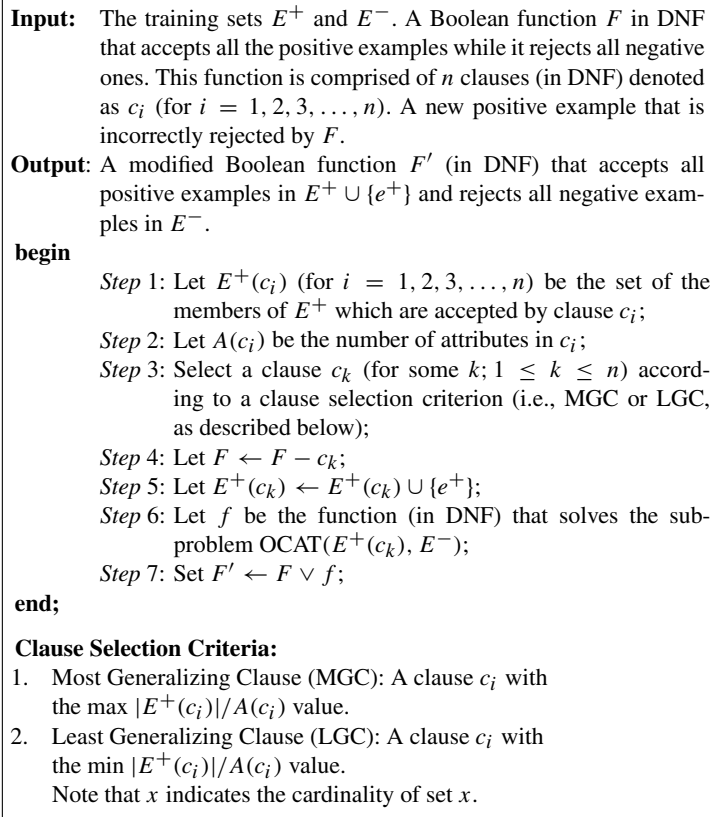 Input: The training sets E⁺ and E⁻. A Boolean function F in DNF
that accepts all the positive examples while it rejects all negative
ones. This function is comprised of n clauses (in DNF) denoted
as cᵢ (for i = 1, 2, 3, . . . , n). A new positive example that is
incorrectly rejected by F.
Output: A modified Boolean function F′ (in DNF) that accepts all
positive examples in E⁺ ∪ {e⁺} and rejects all negative exam-
ples in E⁻.
begin
Step 1: Let E⁺(cᵢ) (for i = 1, 2, 3, . . . , n) be the set of the
members of E⁺ which are accepted by clause cᵢ;
Step 2: Let A(cᵢ) be the number of attributes in cᵢ;
Step 3: Select a clause cₖ (for some k; 1 ≤ k ≤ n) accord-
ing to a clause selection criterion (i.e., MGC or LGC,
as described below);
Step 4: Let F ← F − cₖ;
Step 5: Let E⁺(cₖ) ← E⁺(cₖ) ∪ {e⁺};
Step 6: Let f be the function (in DNF) that solves the sub-
problem OCAT(E⁺(cₖ), E⁻);
Step 7: Set F′ ← F ∨ f;
end;
Clause Selection Criteria:
1. Most Generalizing Clause (MGC): A clause cᵢ with
the max |E⁺(cᵢ)|/A(cᵢ) value.
2. Least Generalizing Clause (LGC): A clause cᵢ with
the min |E⁺(cᵢ)|/A(cᵢ) value.
Note that x indicates the cardinality of set x.